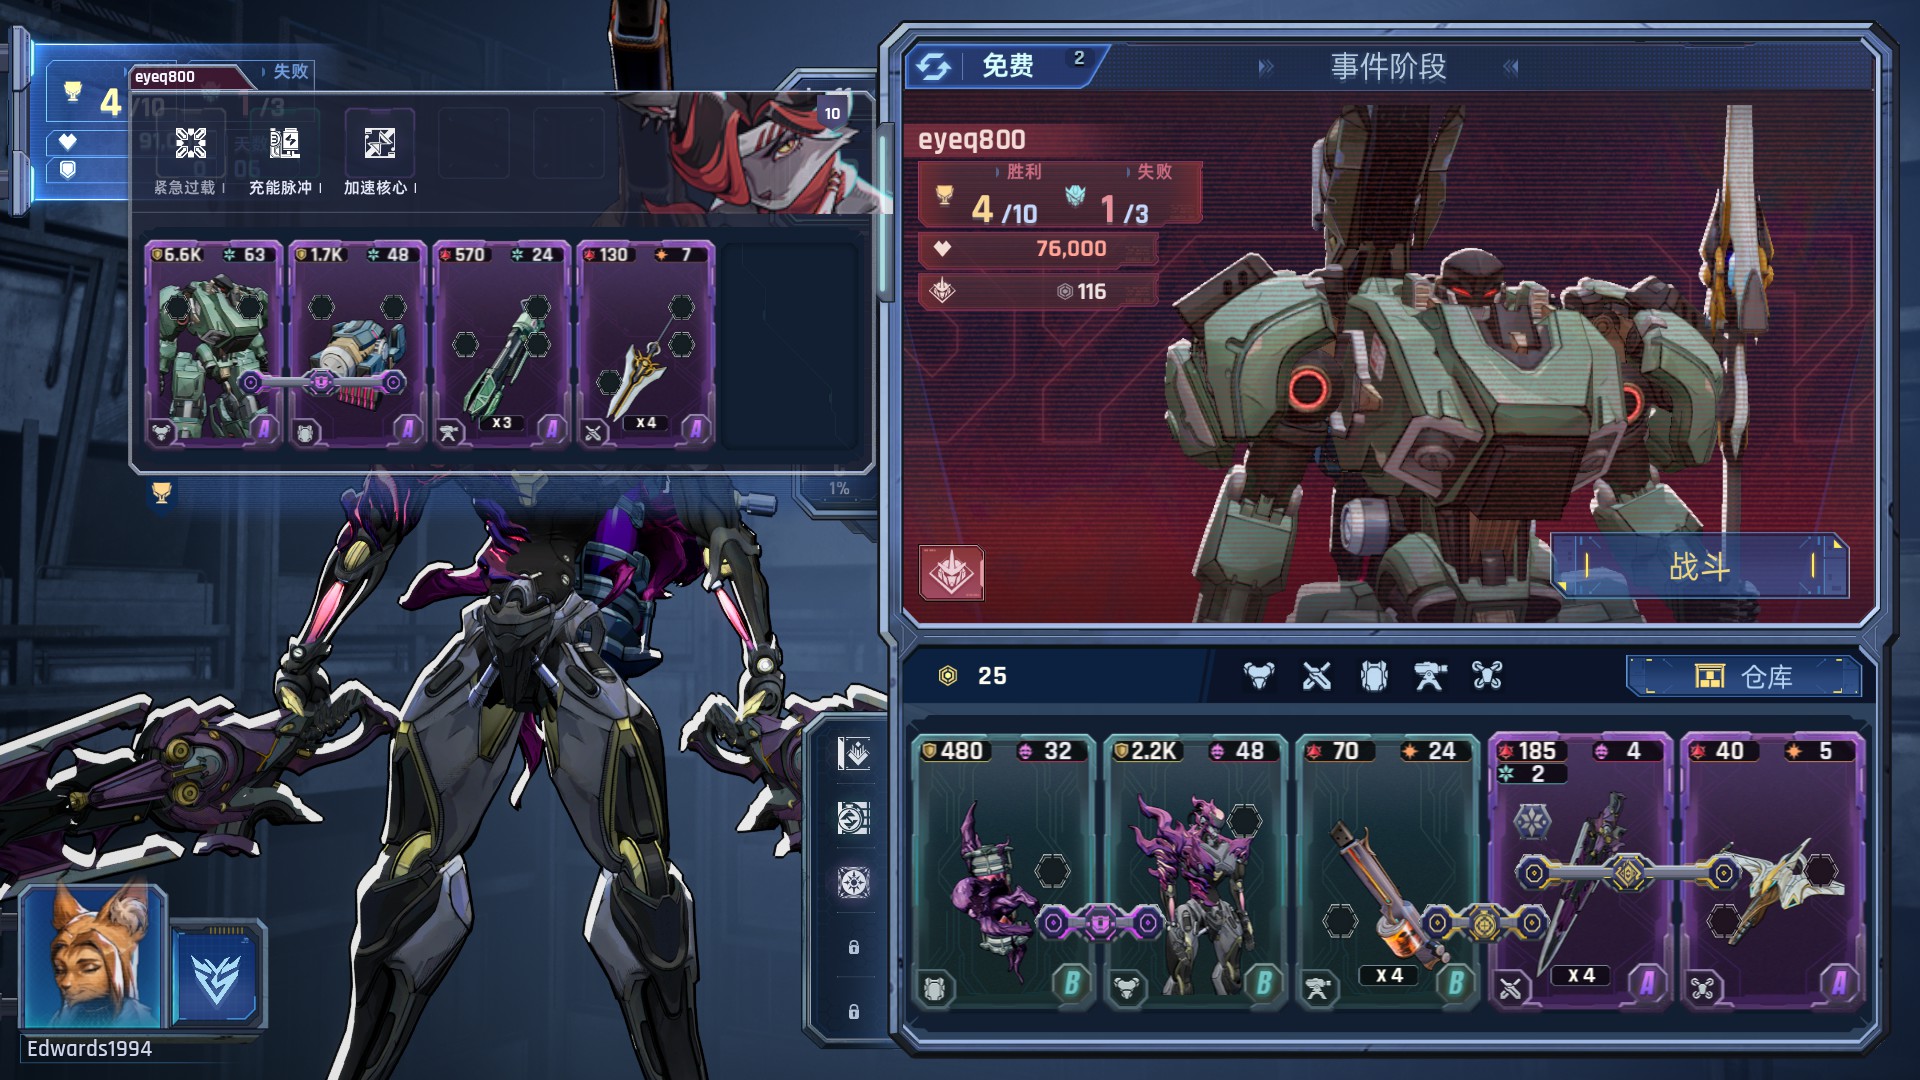 失败
4/10
1/3
eyeq800
10
紧急过载 I
充能脉冲 I
加速核心 I
6.6K 63
1.7K 48
570 24
130 7
A
A
x3 A
x4 A
1%
免费 2
事件阶段
eyeq800
胜利 失败
4/10 1/3
76,000
116
战斗
25
仓库
480 32
2.2K 48
70 24
185 4
2
40 5
B
B
x4 B
x4 A
A
Edwards1994